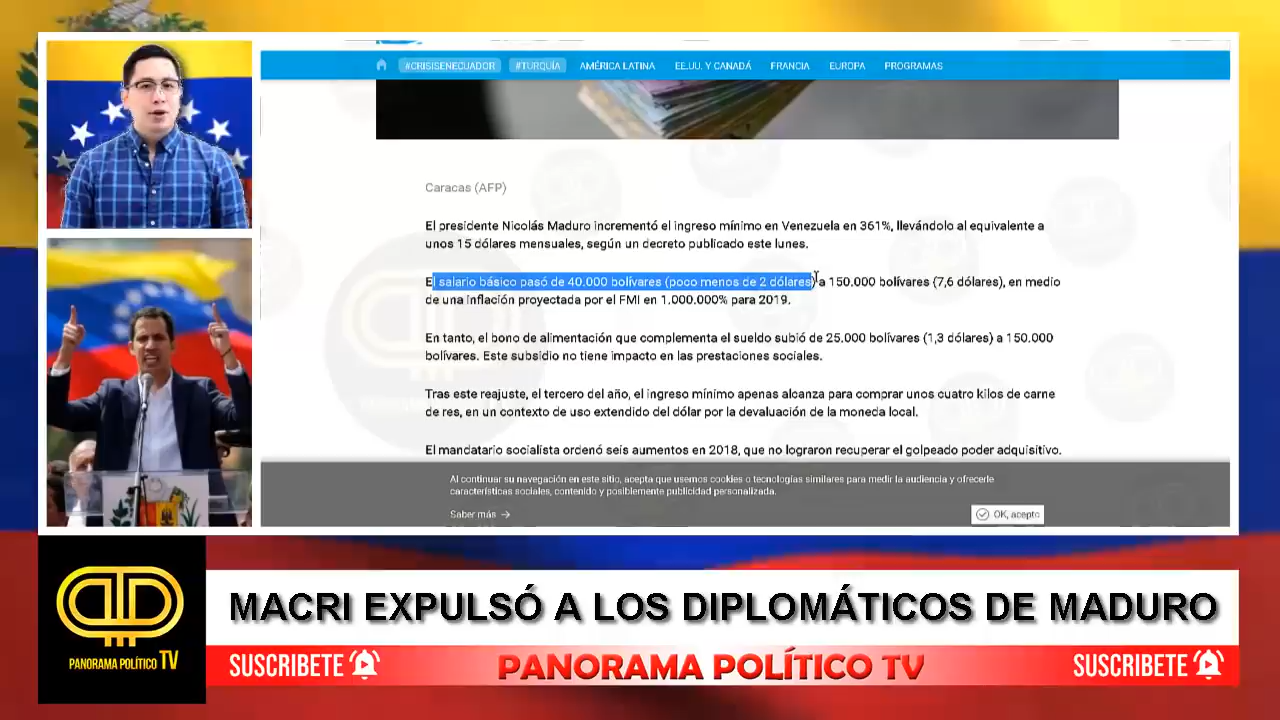 #CRISISENECUADOR #TURQUÍA AMÉRICA LATINA EE.UU. Y CANADÁ FRANCIA EUROPA PROGRAMAS
Caracas (AFP)
El presidente Nicolás Maduro incrementó el ingreso mínimo en Venezuela en 361%, llevándolo al equivalente a
unos 15 dólares mensuales, según un decreto publicado este lunes.
El salario básico pasó de 40.000 bolívares (poco menos de 2 dólares) a 150.000 bolívares (7,6 dólares), en medio
de una inflación proyectada por el FMI en 1.000.000% para 2019.
En tanto, el bono de alimentación que complementa el sueldo subió de 25.000 bolívares (1,3 dólares) a 150.000
bolívares. Este subsidio no tiene impacto en las prestaciones sociales.
Tras este reajuste, el tercero del año, el ingreso mínimo apenas alcanza para comprar unos cuatro kilos de carne
de res, en un contexto de uso extendido del dólar por la devaluación de la moneda local.
El mandatario socialista ordenó seis aumentos en 2018, que no lograron recuperar el golpeado poder adquisitivo.
Al continuar su navegación en este sitio, acepta que usemos cookies o tecnologías similares para medir la audiencia y ofrecerle
características sociales, contenido y posiblemente publicidad personalizada.
Saber más
OK, acepto
MACRI EXPULSÓ A LOS DIPLOMÁTICOS DE MADURO
PANORAMA POLÍTICO TV
SUSCRIBETE PANORAMA POLÍTICO TV SUSCRIBETE